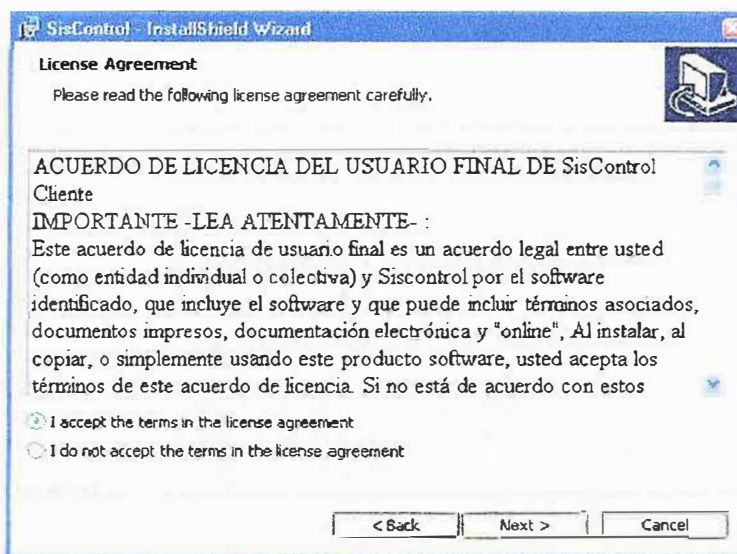 SisControl - InstallShield Wizard
License Agreement
Please read the following license agreement carefully.
ACUERDO DE LICENCIA DEL USUARIO FINAL DE SisControl
Cliente
IMPORTANTE -LEA ATENTAMENTE- :
Este acuerdo de licencia de usuario final es un acuerdo legal entre usted
(como entidad individual o colectiva) y Siscontrol por el software
identificado, que incluye el software y que puede incluir términos asociados,
documentos impresos, documentación electrónica y "online", Al instalar, al
copiar, o simplemente usando este producto software, usted acepta los
términos de este acuerdo de licencia. Si no está de acuerdo con estos
I accept the terms in the license agreement
I do not accept the terms in the license agreement
< Back
Next >
Cancel